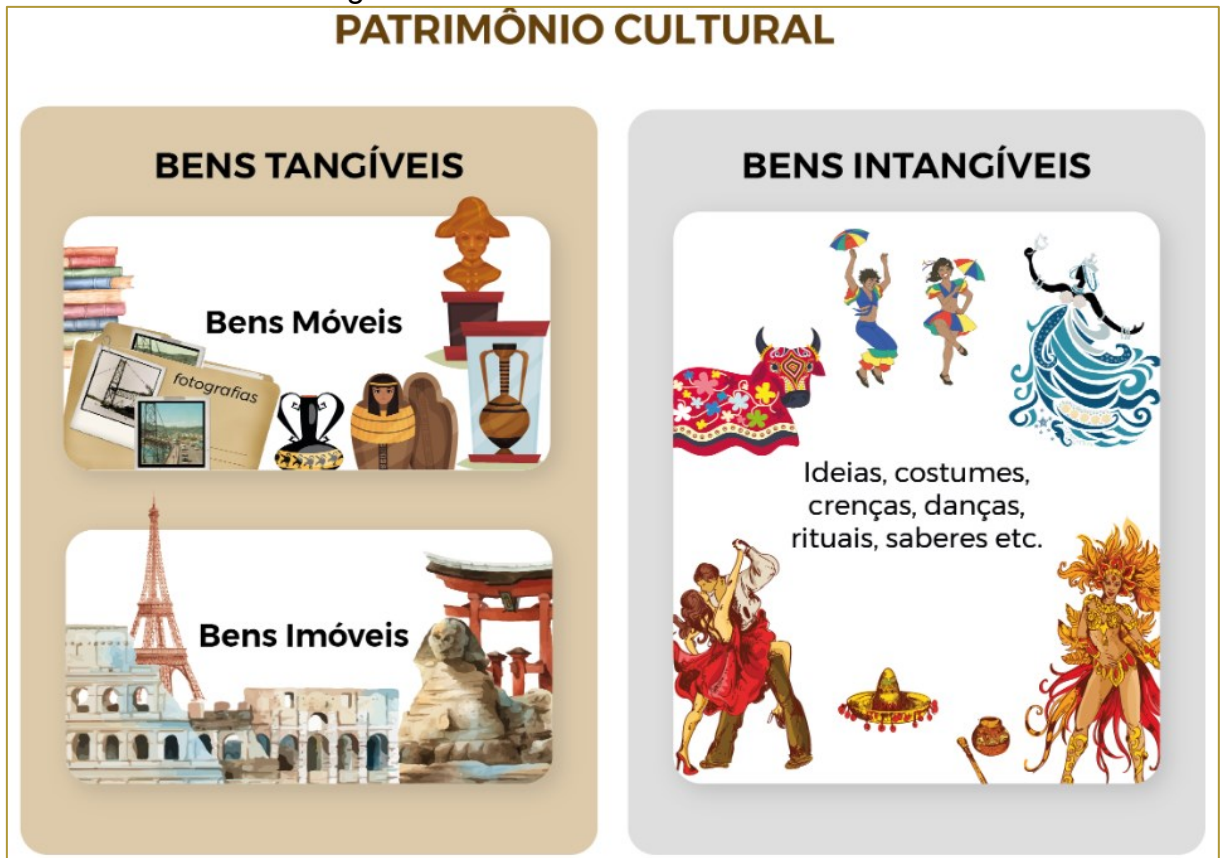 PATRIMÔNIO CULTURAL
BENS TANGÍVEIS
Bens Móveis
fotografias
Bens Imóveis
BENS INTANGÍVEIS
Ideias, costumes,
crenças, danças,
rituais, saberes etc.